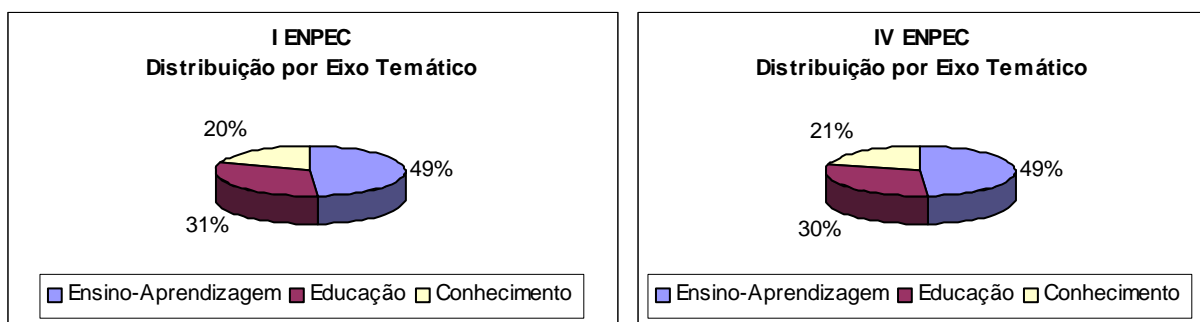 I ENPEC
Distribuição por Eixo Temático
20%
49%
31%
Ensino-Aprendizagem Educação Conhecimento
IV ENPEC
Distribuição por Eixo Temático
21%
49%
30%
Ensino-Aprendizagem Educação Conhecimento